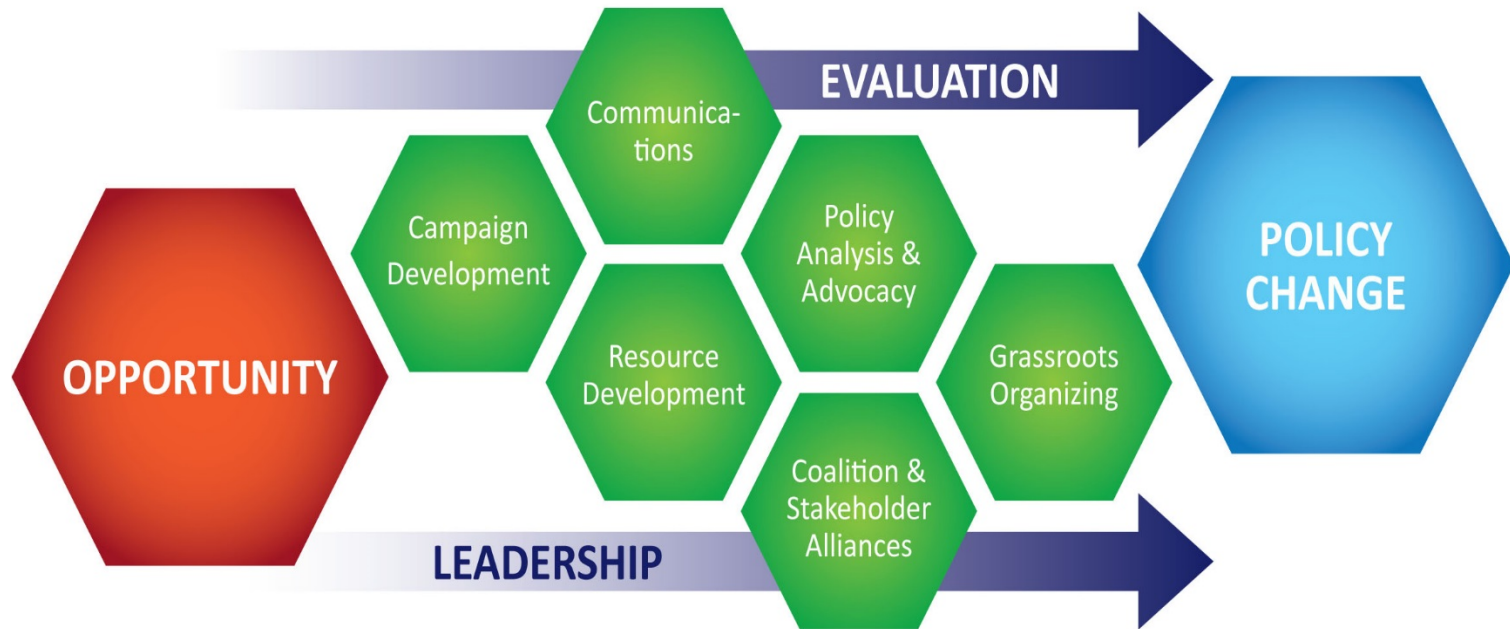 EVALUATION
Communica-
tions
Campaign
Development
Policy
Analysis &
Advocacy
POLICY
CHANGE
OPPORTUNITY
Resource
Development
Grassroots
Organizing
Coalition &
Stakeholder
Alliances
LEADERSHIP